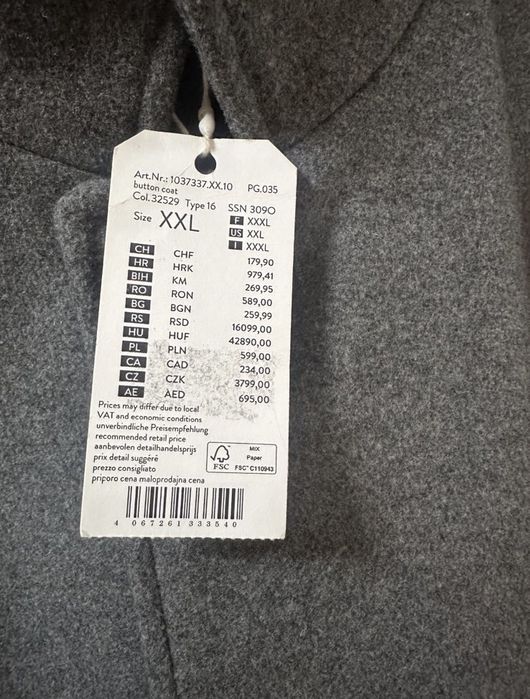 Art.Nr.: 1037337.XX.10 PG.035
button coat
Col.32529 Type 16 SSN 3090
Size XXL
F XXXL
US XXL
I XXXL
CH CHF 179,90
HR HRK 979,41
BIH KM 269,95
RO RON 589,00
BG BGN 259,99
RS RSD 16099,00
HU HUF 42890,00
PL PLN 599,00
CA CAD 234,00
CZ CZK 3799,00
AE AED 695,00
Prices may differ due to local
VAT and economic conditions
unverbindliche Preisempfehlung
recommended retail price
aanbevolen detailhandelsprijs
prix detail suggéré
prezzo consigliato
priporo cena maloprodajna cena
FSC
MIX
Paper
FSC™ C110943
4 067261 333540